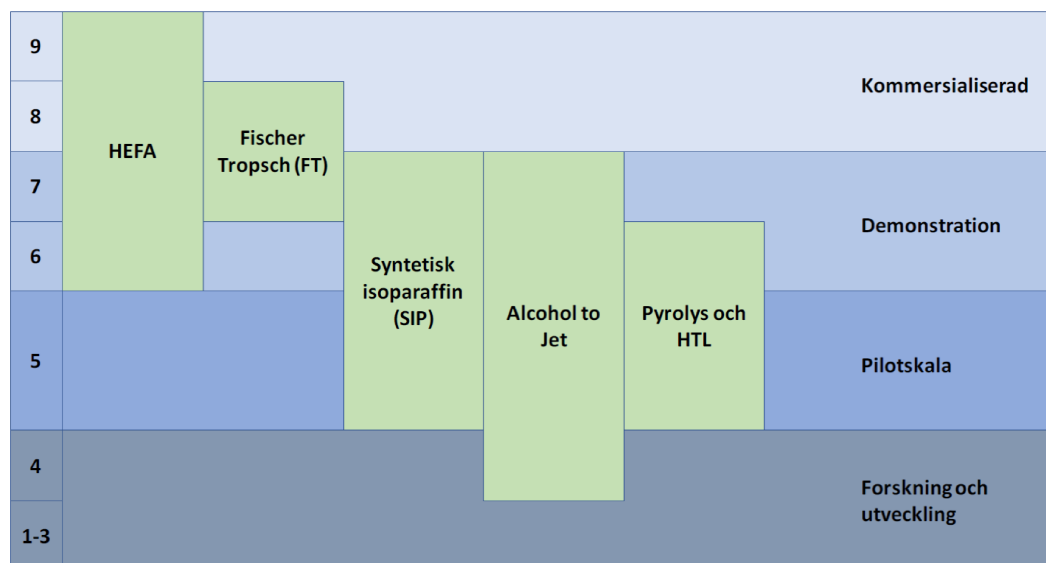 9
Kommersialiserad
8
HEFA
Fischer
Tropsch (FT)
7
Demonstration
6
Syntetisk
isoparaffin
(SIP)
Alcohol to
Jet
Pyrolys och
HTL
5
Pilotskala
4
Forskning och
utveckling
1-3